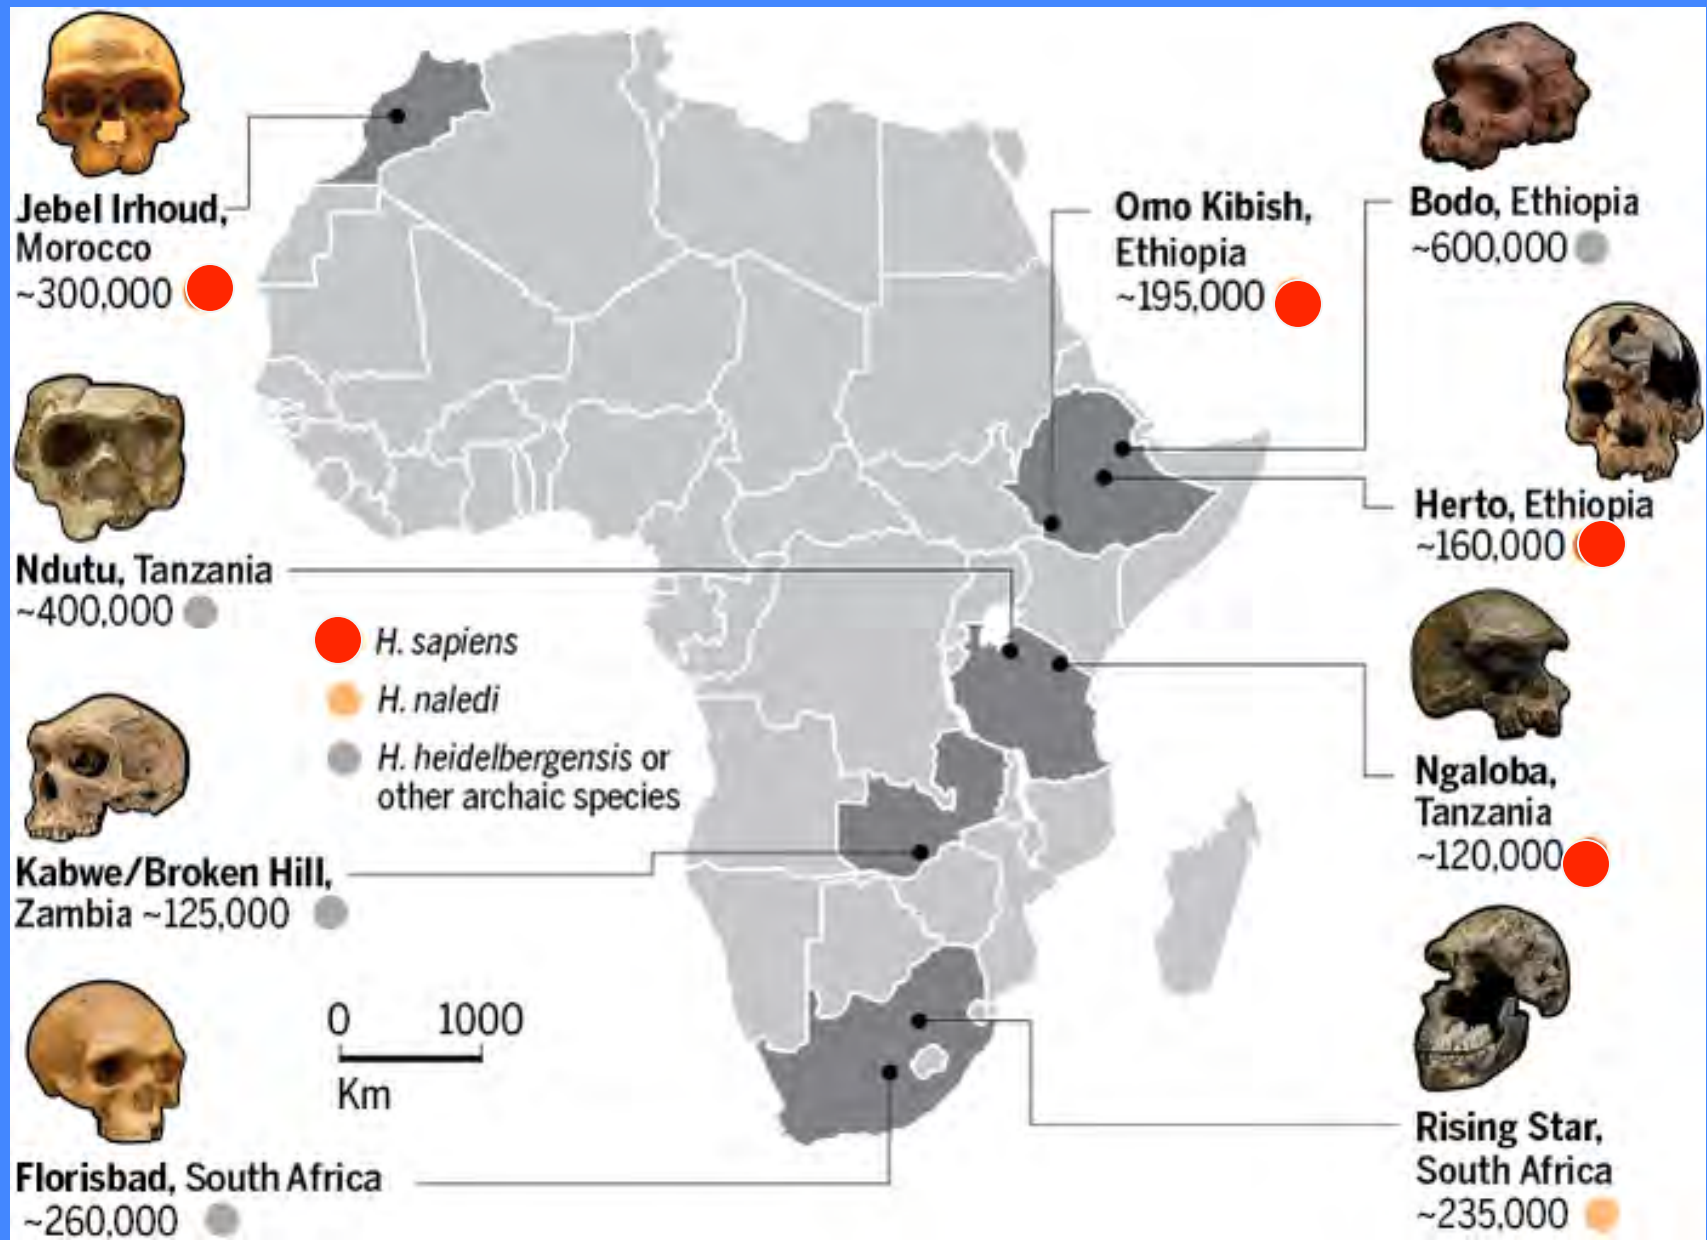 Jebel Irhoud,
Morocco
~300,000
Ndutu, Tanzania
~400,000
Kabwe/Broken Hill,
Zambia ~125,000
Florisbad, South Africa
~260,000
H. sapiens
H. naledi
H. heidelbergensis or
other archaic species
0 1000
Km
Omo Kibish,
Ethiopia
~195,000
Bodo, Ethiopia
~600,000
Herto, Ethiopia
~160,000
Ngaloba,
Tanzania
~120,000
Rising Star,
South Africa
~235,000